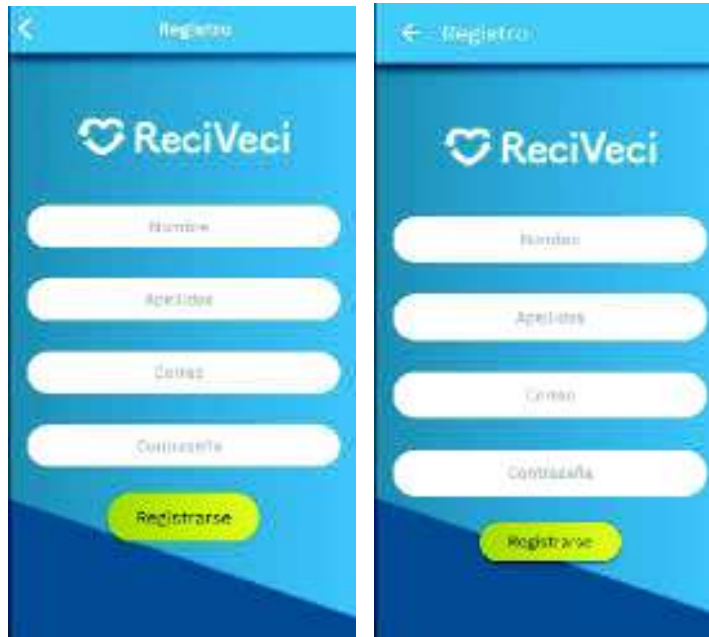 Registro
ReciVeci
Nombre
Apellidos
Correo
Contraseña
Registrarse
Registro
ReciVeci
Nombre
Apellidos
Correo
Contraseña
Registrarse